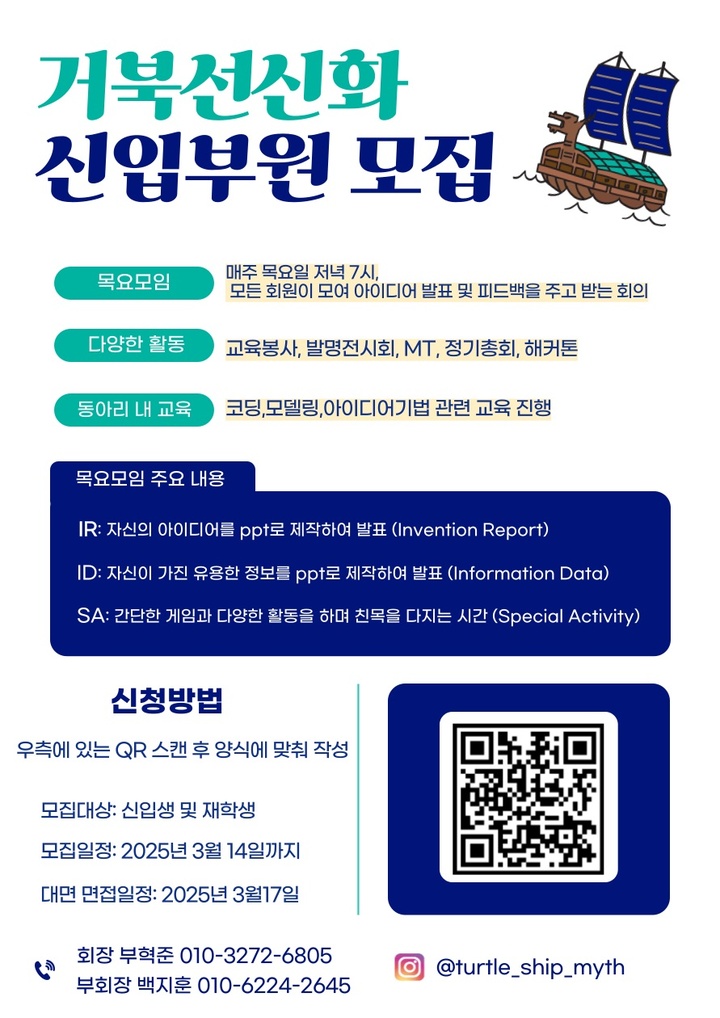 거북선신화
신입부원 모집
목요모임
매주 목요일 저녁 7시,
모든 회원이 모여 아이디어 발표 및 피드백을 주고 받는 회의
다양한 활동
교육봉사, 발명전시회, MT, 정기총회, 해커톤
동아리 내 교육
코딩,모델링,아이디어기법 관련 교육 진행
목요모임 주요 내용
IR: 자신의 아이디어를 ppt로 제작하여 발표 (Invention Report)
ID: 자신이 가진 유용한 정보를 ppt로 제작하여 발표 (Information Data)
SA: 간단한 게임과 다양한 활동을 하며 친목을 다지는 시간 (Special Activity)
신청방법
우측에 있는 QR 스캔 후 양식에 맞춰 작성
모집대상: 신입생 및 재학생
모집일정: 2025년 3월 14일까지
대면 면접일정: 2025년 3월17일
회장 부혁준 010-3272-6805
부회장 백지훈 010-6224-2645
@turtle_ship_myth